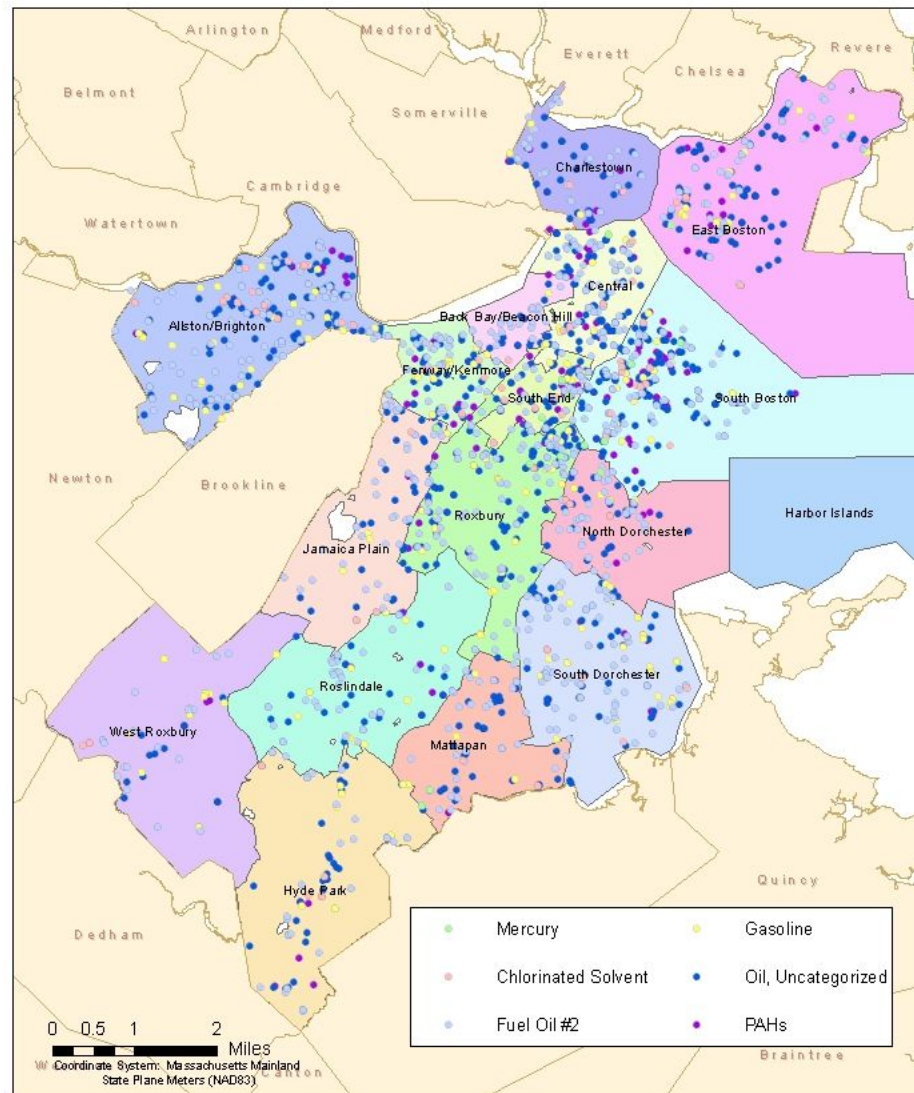 Arlington
Medford
Everett
Revere
Chelsea
Belmont
Somerville
Charlestown
Cambridge
Watertown
East Boston
Central
Back Bay/Beacon Hill
Allston/Brighton
Fenway/Kenmore
South End
South Boston
Newton
Brookline
Roxbury
Harbor Islands
North Dorchester
Jamaica Plain
South Dorchester
Roslindale
West Roxbury
Mattapan
Hyde Park
Quincy
Dedham
Mercury
Gasoline
Chlorinated Solvent
Oil, Uncategorized
Fuel Oil #2
PAHs
0 0.5 1 2
Miles
Coordinate System: Massachusetts Mainland
State Plane Meters (NAD83)
Canton
Braintree